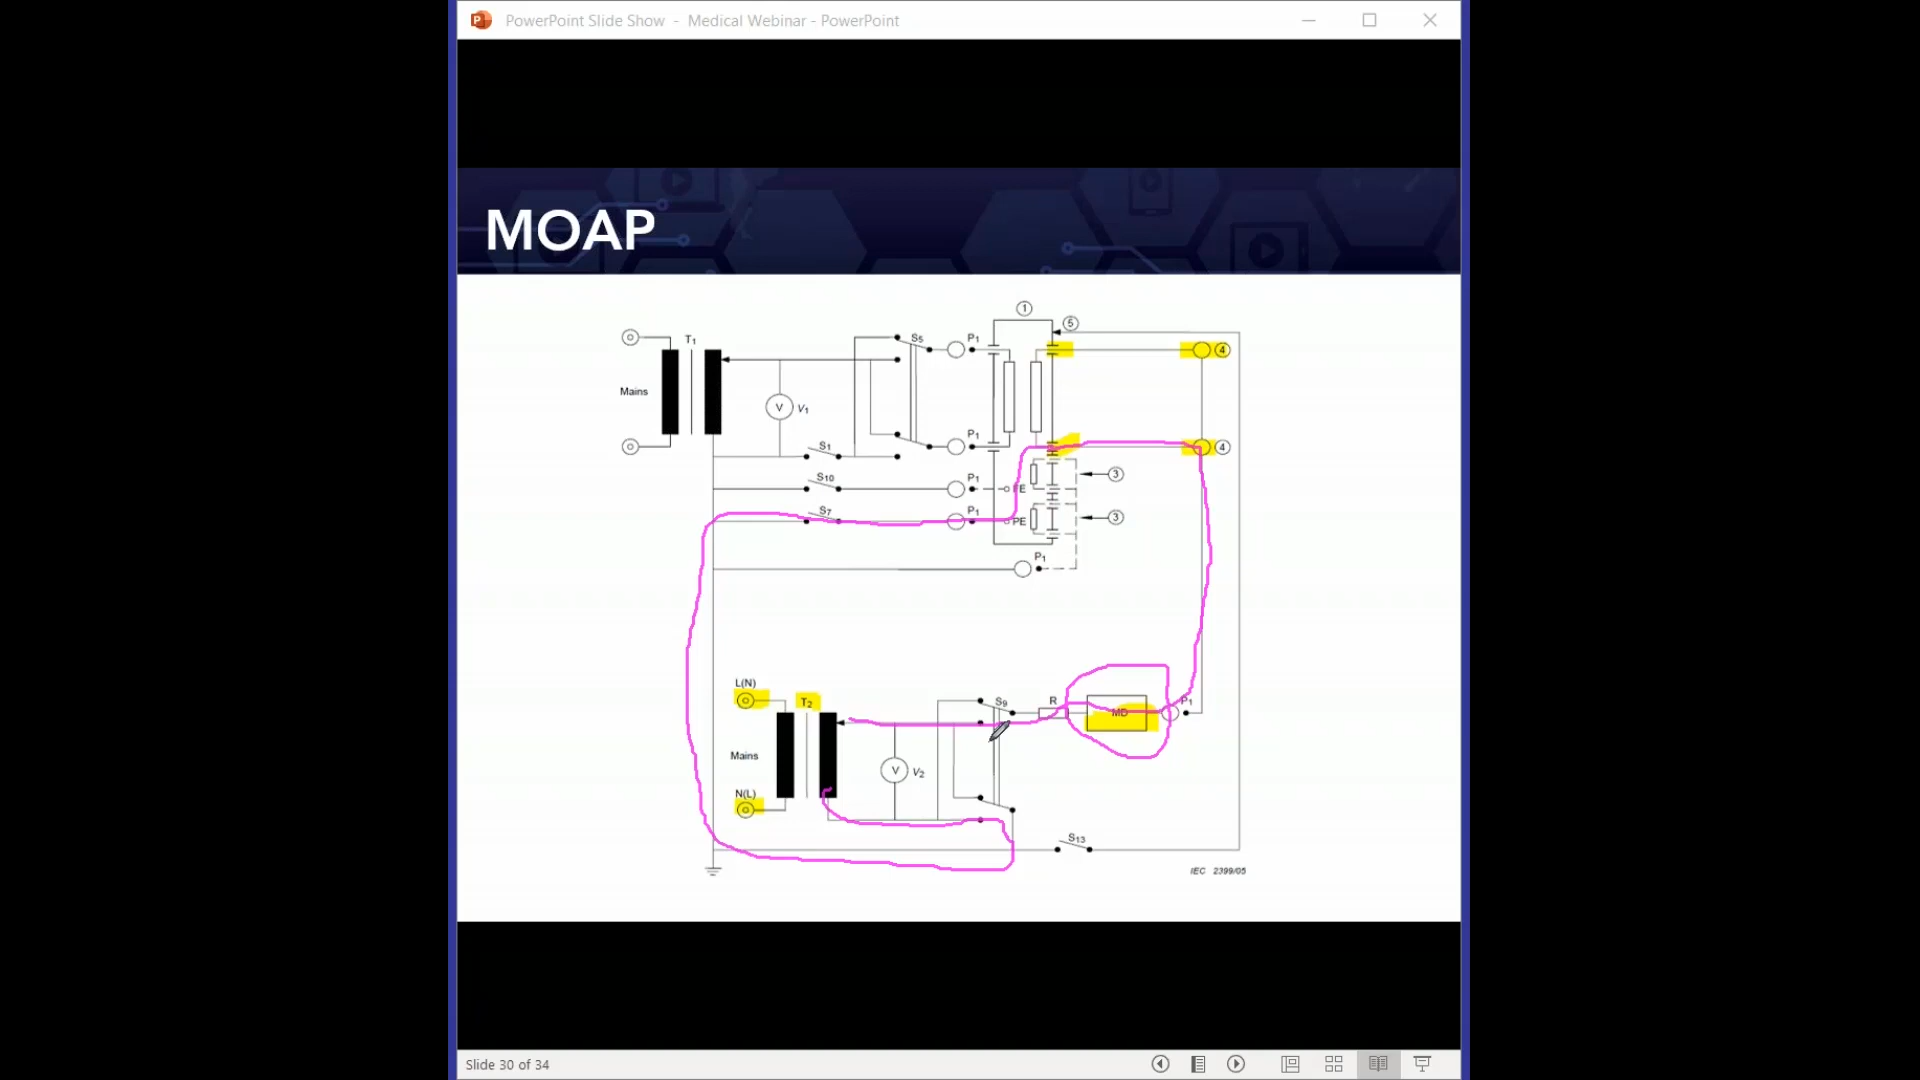 PowerPoint Slide Show - Medical Webinar - PowerPoint
MOAP
1
5
T1
S5
P1
4
Mains
V
V1
S1
P1
4
S10
P1
FE
3
S7
P1
PE
3
P1
L(N)
T2
S9
R
MD
P1
Mains
V
V2
N(L)
S13
IEC 2399/05
Slide 30 of 34